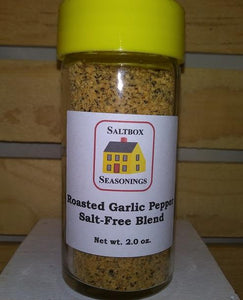 SALTBOX
SEASONINGS
Roasted Garlic Pepper
Salt-Free Blend
Net wt. 2.0 oz.